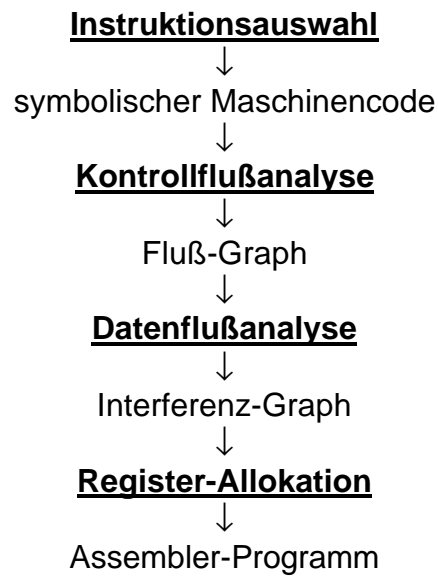 Instruktionsauswahl
↓
symbolischer Maschinencode
↓
Kontrollflußanalyse
↓
Fluß-Graph
↓
Datenflußanalyse
↓
Interferenz-Graph
↓
Register-Allokation
↓
Assembler-Programm